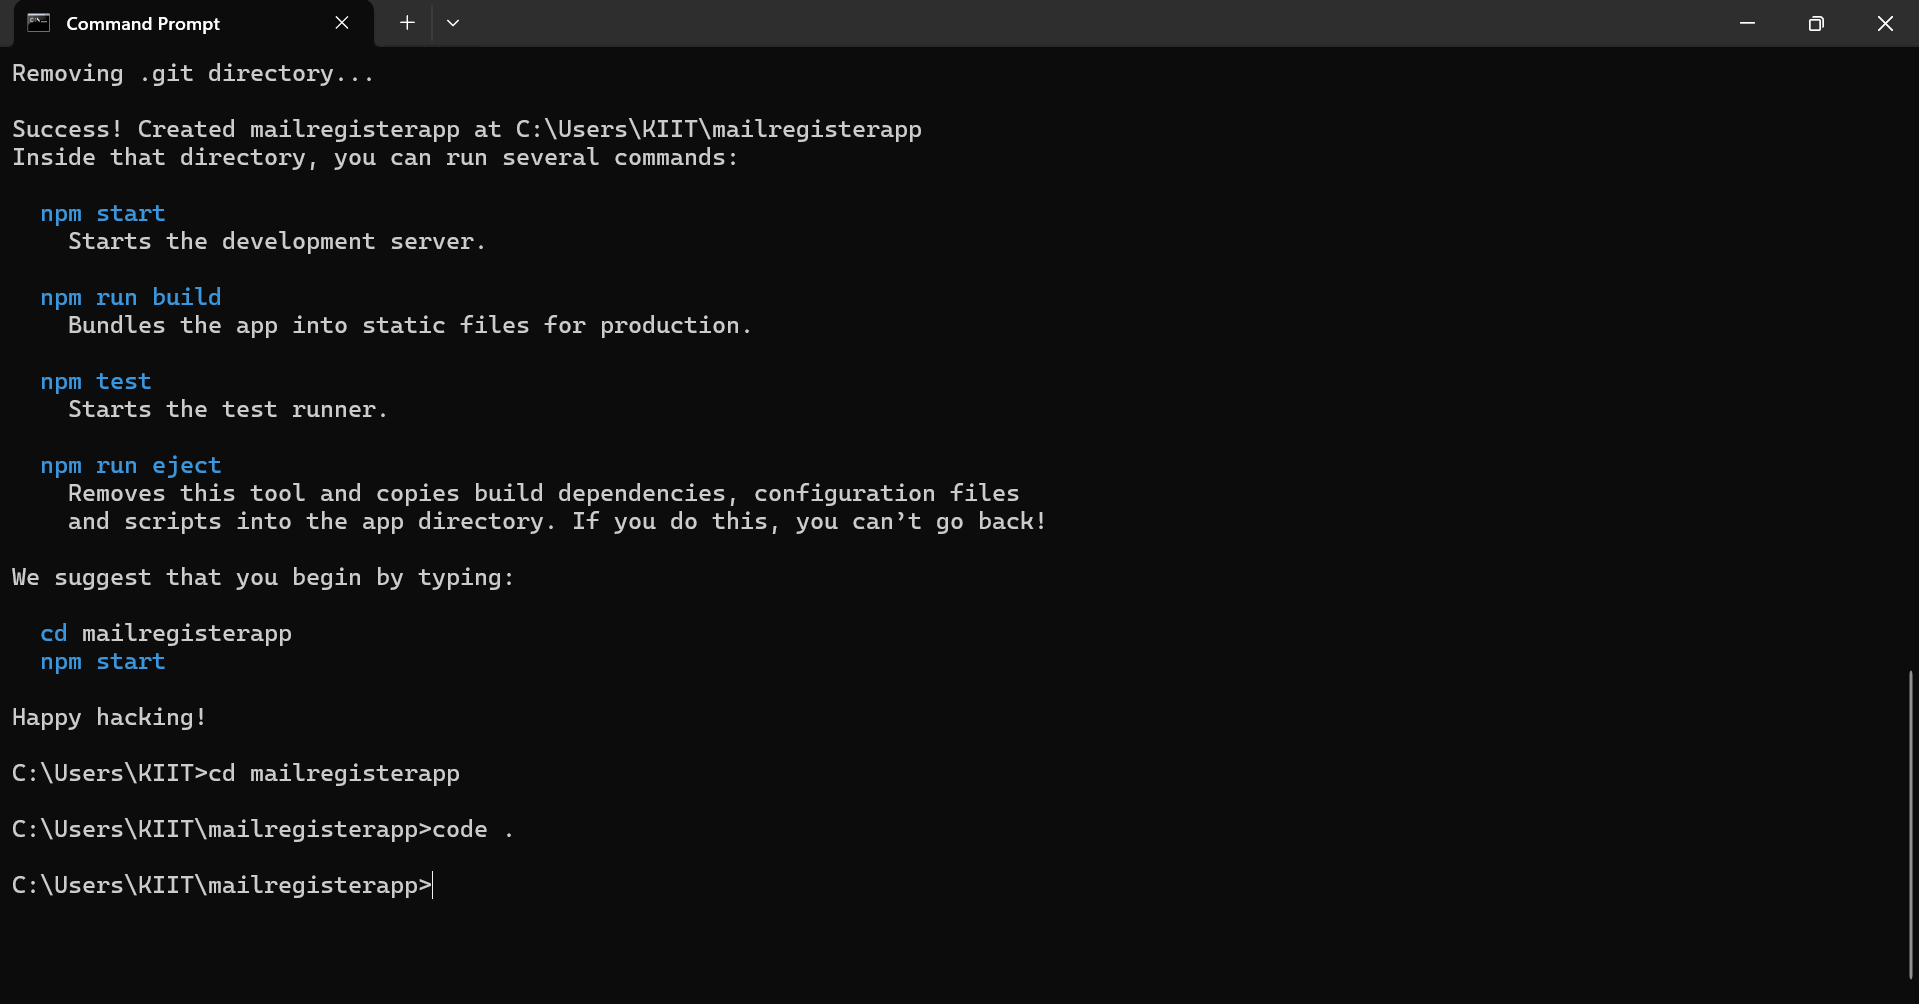 Command Prompt
Removing .git directory...
Success! Created mailregisterapp at C:\Users\KIIT\mailregisterapp
Inside that directory, you can run several commands:
npm start
Starts the development server.
npm run build
Bundles the app into static files for production.
npm test
Starts the test runner.
npm run eject
Removes this tool and copies build dependencies, configuration files
and scripts into the app directory. If you do this, you can’t go back!
We suggest that you begin by typing:
cd mailregisterapp
npm start
Happy hacking!
C:\Users\KIIT>cd mailregisterapp
C:\Users\KIIT\mailregisterapp>code .
C:\Users\KIIT\mailregisterapp>